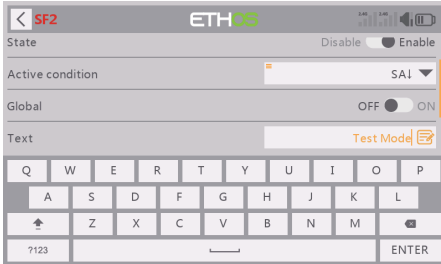 SF2 ETHOS
State Disable Enable
Active condition SA↓
Global OFF ON
Text Test Mode
Q W E R T Y U I O P
A S D F G H J K L
Z X C V B N M
?123 ENTER